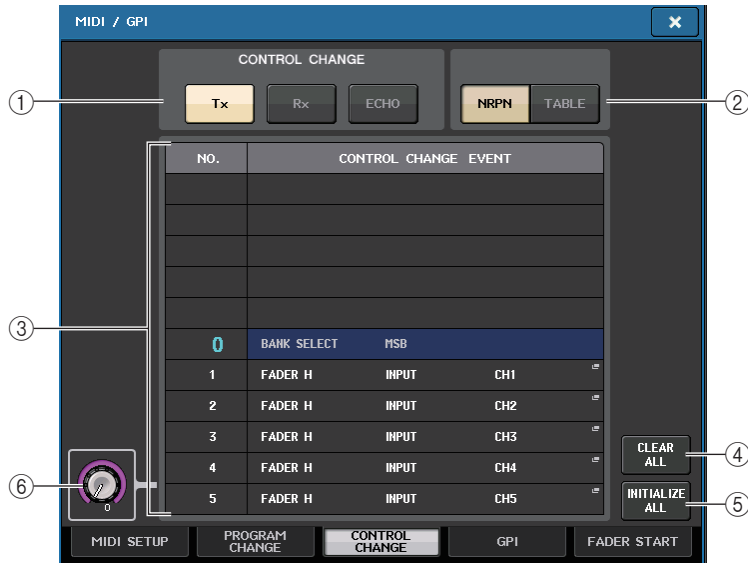 MIDI / GPI
×
CONTROL CHANGE
Tx Rx ECHO NRPN TABLE
① ②
NO. CONTROL CHANGE EVENT
③
0 BANK SELECT MSB
1 FADER H INPUT CH1
2 FADER H INPUT CH2
3 FADER H INPUT CH3
4 FADER H INPUT CH4
5 FADER H INPUT CH5
CLEAR
ALL
④
INITIALIZE
ALL
⑤
⑥
0
MIDI SETUP PROGRAM CHANGE CONTROL CHANGE GPI FADER START